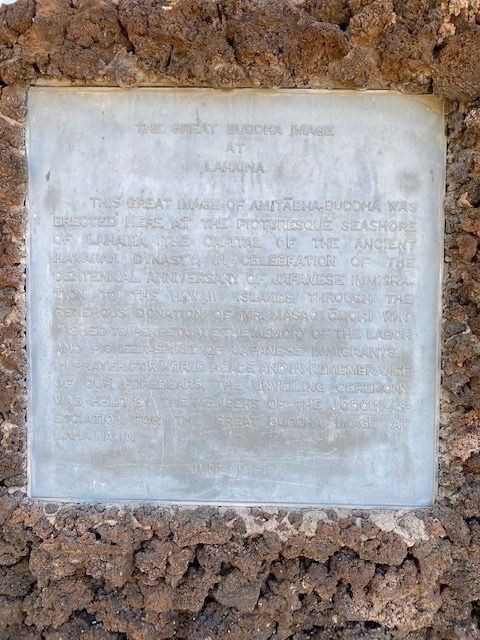 THE GREAT BUDDHA IMAGE
AT
LAHAINA
THIS GREAT IMAGE OF AMITABHA-BUDDHA WAS
ERECTED HERE, AT THE PICTURESQUE SEASHORE
OF LAHAINA, THE CAPITAL OF THE ANCIENT
HAWAIIAN DYNASTY, IN CELEBRATION OF THE
CENTENNIAL ANNIVERSARY OF JAPANESE IMMIGRA-
TION TO THE HAWAII ISLANDS, THROUGH THE
GENEROUS DONATION OF MR. MASAO OMORI WHO
WISHED TO PERPETUATE THE MEMORY OF THE LABOR
AND PIONEER SPIRIT OF JAPANESE IMMIGRANTS.
IN PRAYER FOR WORLD PEACE AND IN REMEMBRANCE
OF OUR FOREBEARS, THE UNVEILING CEREMONY
WAS HELD BY THE MEMBERS OF THE JODOIN AS-
SOCIATION FOR THE GREAT BUDDHA IMAGE AT
LAHAINA IN
JUNE, 1968